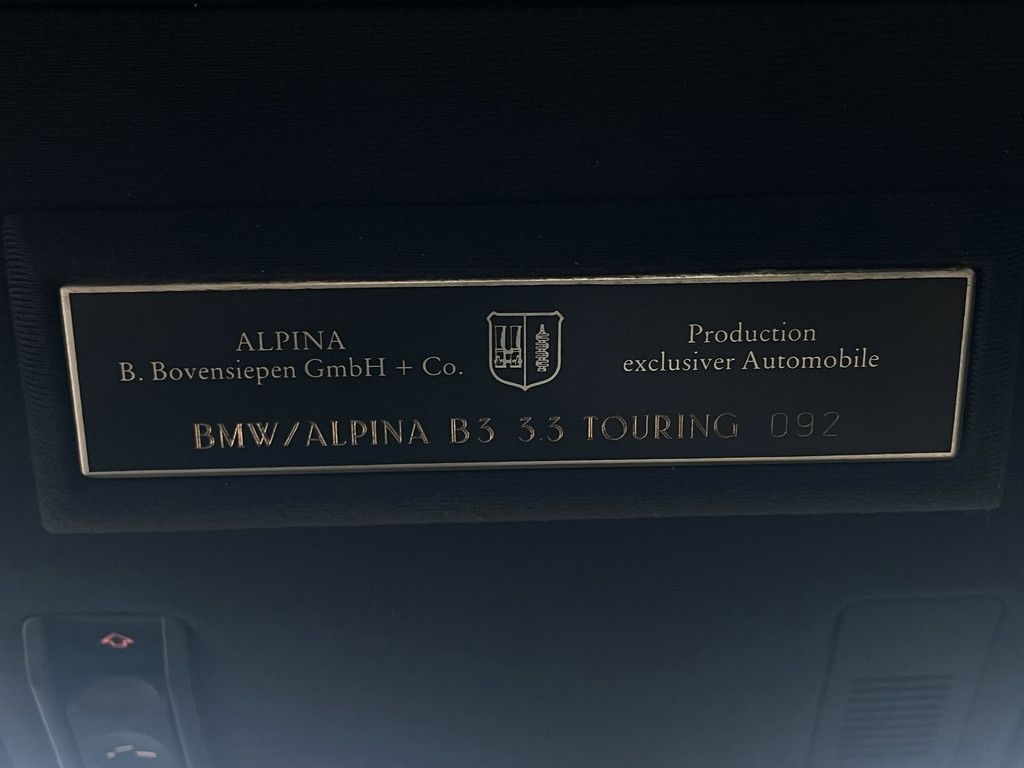 ALPINA
B. Bovensiepen GmbH + Co.
Production
exclusiver Automobile
BMW/ALPINA B3 3.3 TOURING 092